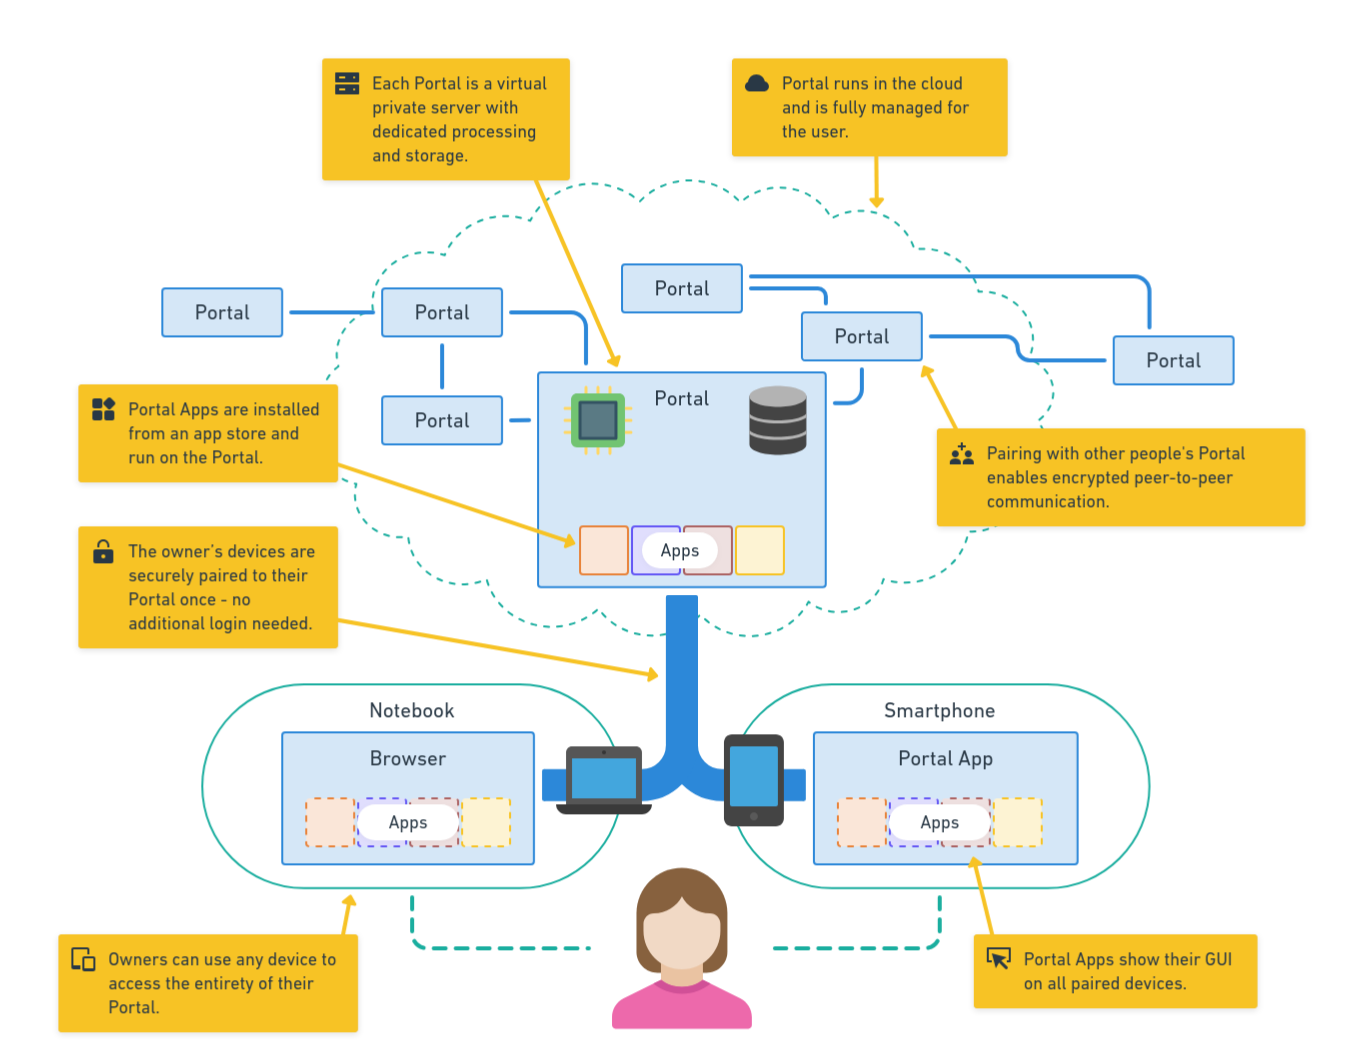 Each Portal is a virtual
private server with
dedicated processing
and storage.
Portal runs in the cloud
and is fully managed for
the user.
Portal
Portal
Portal
Portal
Portal
Portal
Portal
Portal Apps are installed
from an app store and
run on the Portal.
Portal
Pairing with other people's Portal
enables encrypted peer-to-peer
communication.
Apps
The owner's devices are
securely paired to their
Portal once - no
additional login needed.
Notebook
Browser
Apps
Smartphone
Portal App
Apps
Owners can use any device to
access the entirety of their
Portal.
Portal Apps show their GUI
on all paired devices.